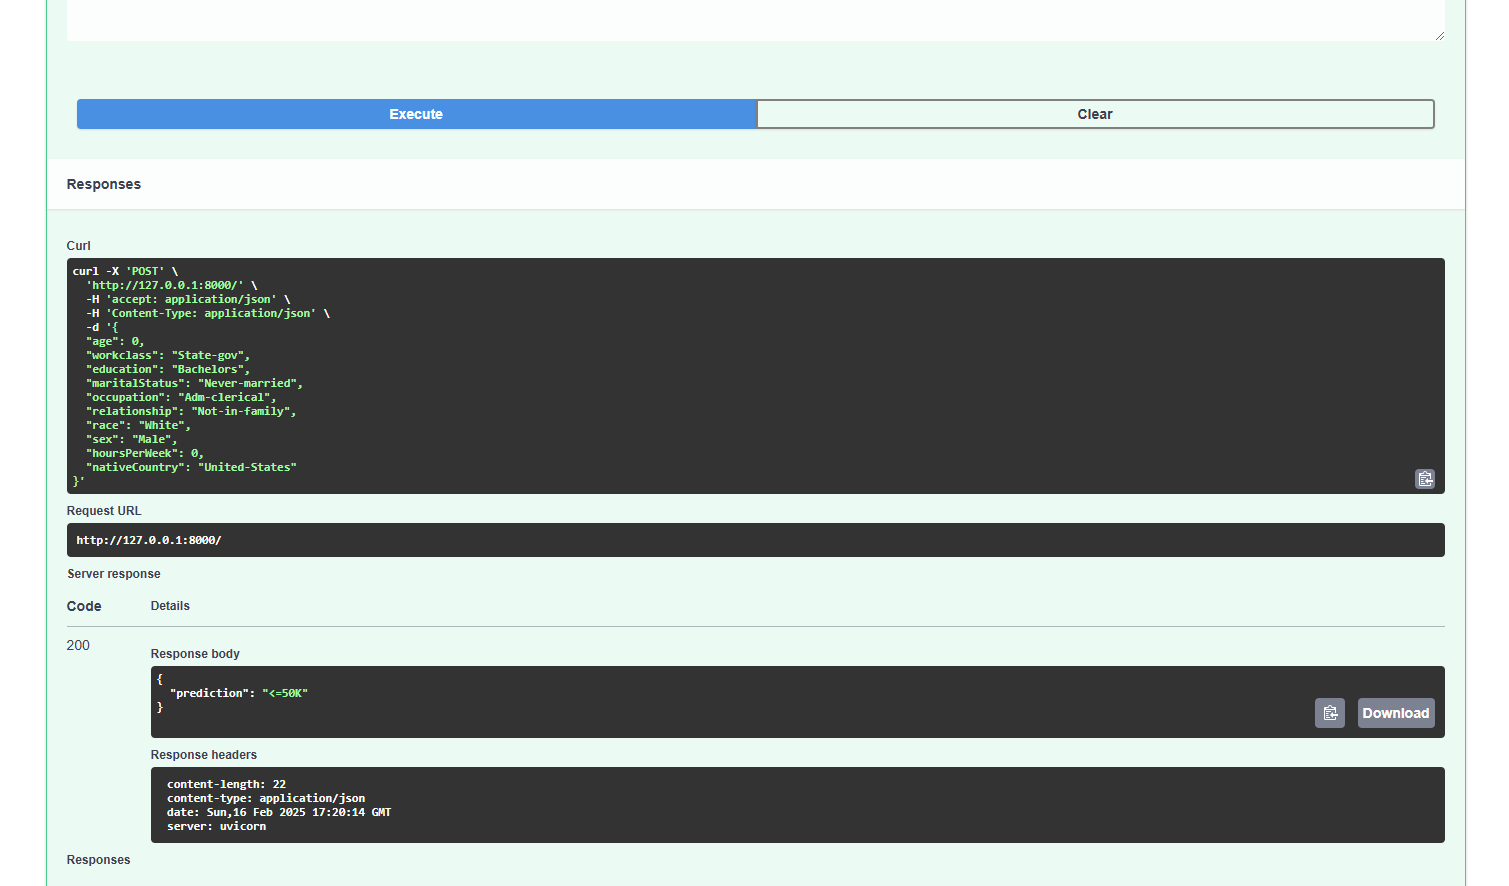 Execute
Clear
Responses
Curl
curl -X 'POST' \
  'http://127.0.0.1:8000/' \
  -H 'accept: application/json' \
  -H 'Content-Type: application/json' \
  -d '{
  "age": 0,
  "workclass": "State-gov",
  "education": "Bachelors",
  "maritalStatus": "Never-married",
  "occupation": "Adm-clerical",
  "relationship": "Not-in-family",
  "race": "White",
  "sex": "Male",
  "hoursPerWeek": 0,
  "nativeCountry": "United-States"
}'
Request URL
http://127.0.0.1:8000/
Server response
Code Details
200
Response body
{
  "prediction": "<=50K"
}
Download
Response headers
content-length: 22
content-type: application/json
date: Sun,16 Feb 2025 17:20:14 GMT
server: uvicorn
Responses